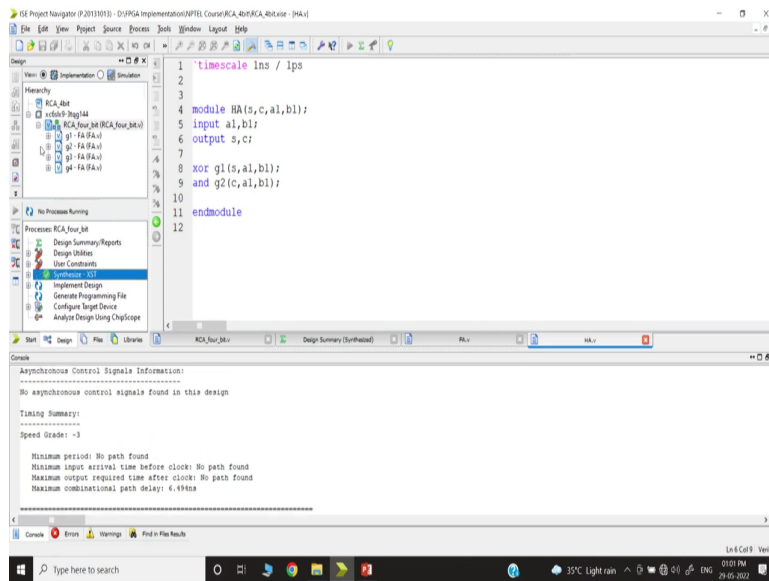 ISE Project Navigator (P.20131013) - D:\FPGA Implementation\NPTEL Course\RCA_4bit\RCA_4bit.xise - [HA.v]
File Edit View Project Source Process Tools Window Layout Help
Design
View: Implementation Simulation
Hierarchy
RCA_4bit
xc6slx9-3tqg144
RCA_four_bit (RCA_four_bit.v)
g1 - FA (FA.v)
g2 - FA (FA.v)
g3 - FA (FA.v)
g4 - FA (FA.v)
No Processes Running
Processes: RCA_four_bit
Design Summary/Reports
Design Utilities
User Constraints
Synthesize - XST
Implement Design
Generate Programming File
Configure Target Device
Analyze Design Using ChipScope
Start Design Files Libraries
1 `timescale 1ns / 1ps
2
3
4 module HA(s,c,a1,b1);
5 input a1,b1;
6 output s,c;
7
8 xor g1(s,a1,b1);
9 and g2(c,a1,b1);
10
11 endmodule
12
RCA_four_bit.v Design Summary (Synthesized) FA.v HA.v
Console
Asynchronous Control Signals Information:
----------------------------------------
No asynchronous control signals found in this design
Timing Summary:
---------------
Speed Grade: -3
Minimum period: No path found
Minimum input arrival time before clock: No path found
Maximum output required time after clock: No path found
Maximum combinational path delay: 6.494ns
Console Errors Warnings Find in Files Results
Ln 6 Col 9 Veri
Type here to search
35°C Light rain ENG 01:01 PM
29-05-2022